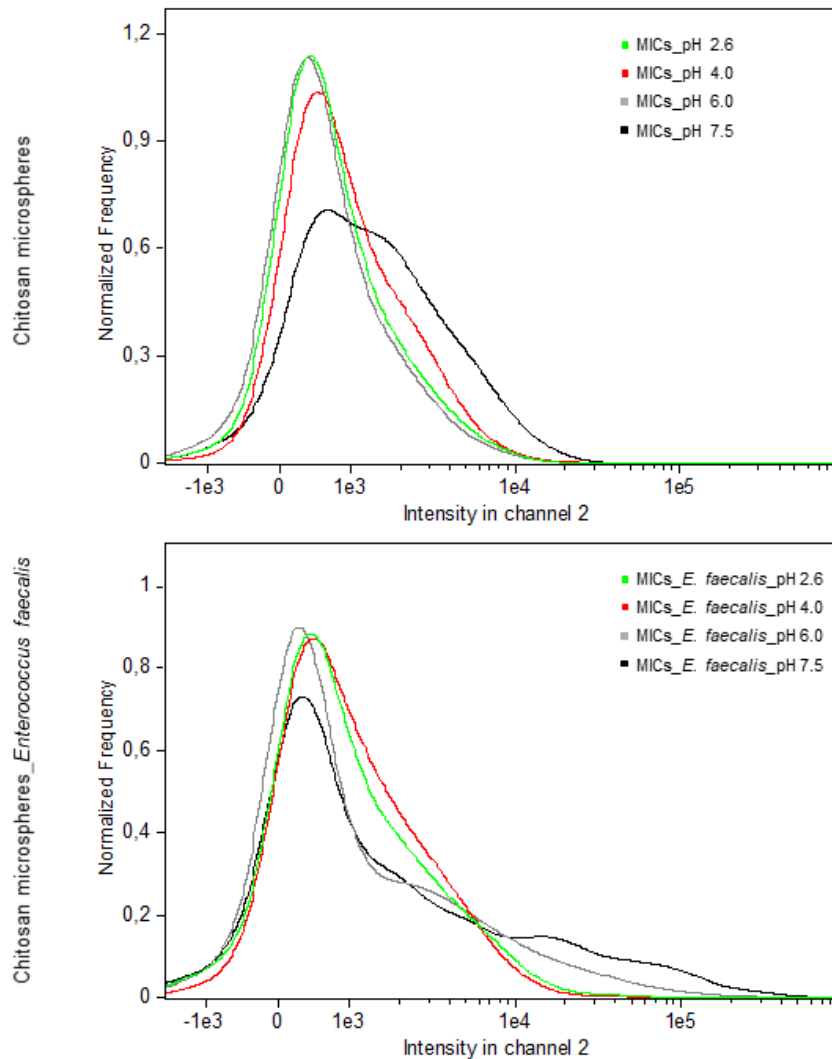 Chitosan microspheres
Normalized Frequency
1,2
0,9
0,6
0,3
0
MICs_pH 2.6
MICs_pH 4.0
MICs_pH 6.0
MICs_pH 7.5
-1e3 0 1e3 1e4 1e5
Intensity in channel 2
Chitosan microspheres_Enterococcus faecalis
Normalized Frequency
1
0,8
0,6
0,4
0,2
0
MICs_E. faecalis_pH 2.6
MICs_E. faecalis_pH 4.0
MICs_E. faecalis_pH 6.0
MICs_E. faecalis_pH 7.5
-1e3 0 1e3 1e4 1e5
Intensity in channel 2